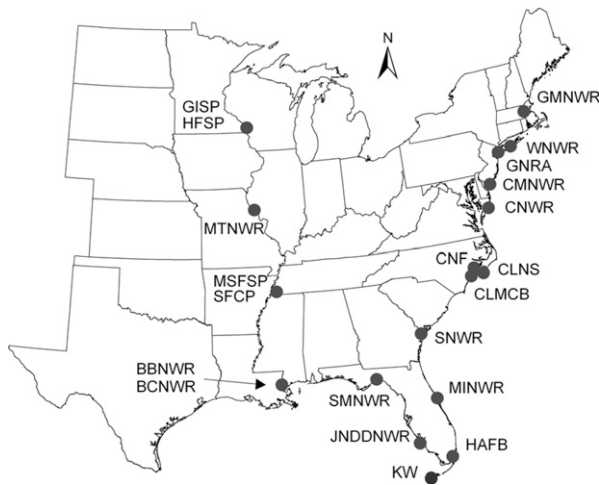 N
GISP
HFSP
GMNWR
WNWR
GNRA
CMNWR
CNWR
MTNWR
CNF
CLNS
CLMCB
MSFSP
SFCP
SNWR
BBNWR
BCNWR
SMNWR
MINWR
JNDDNWR
HAFB
KW